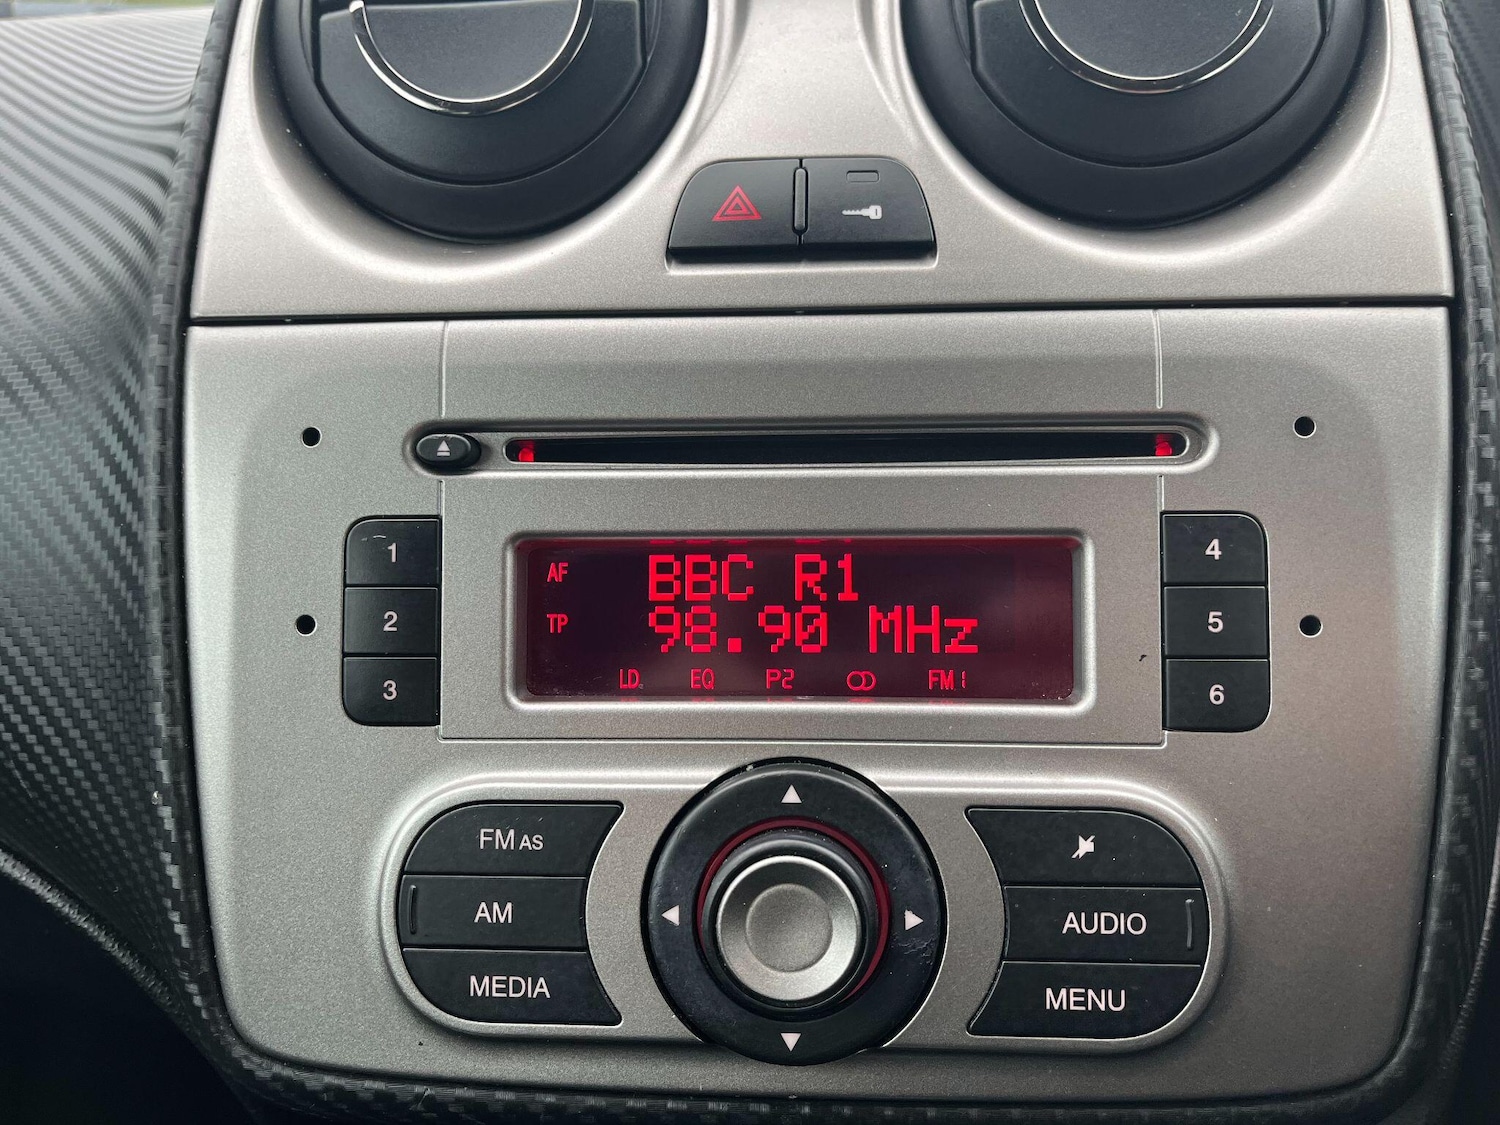 AF BBC R1
TP 98.90 MHz
LD. EQ P2 FM1
1
2
3
4
5
6
FM AS
AM
MEDIA
AUDIO
MENU